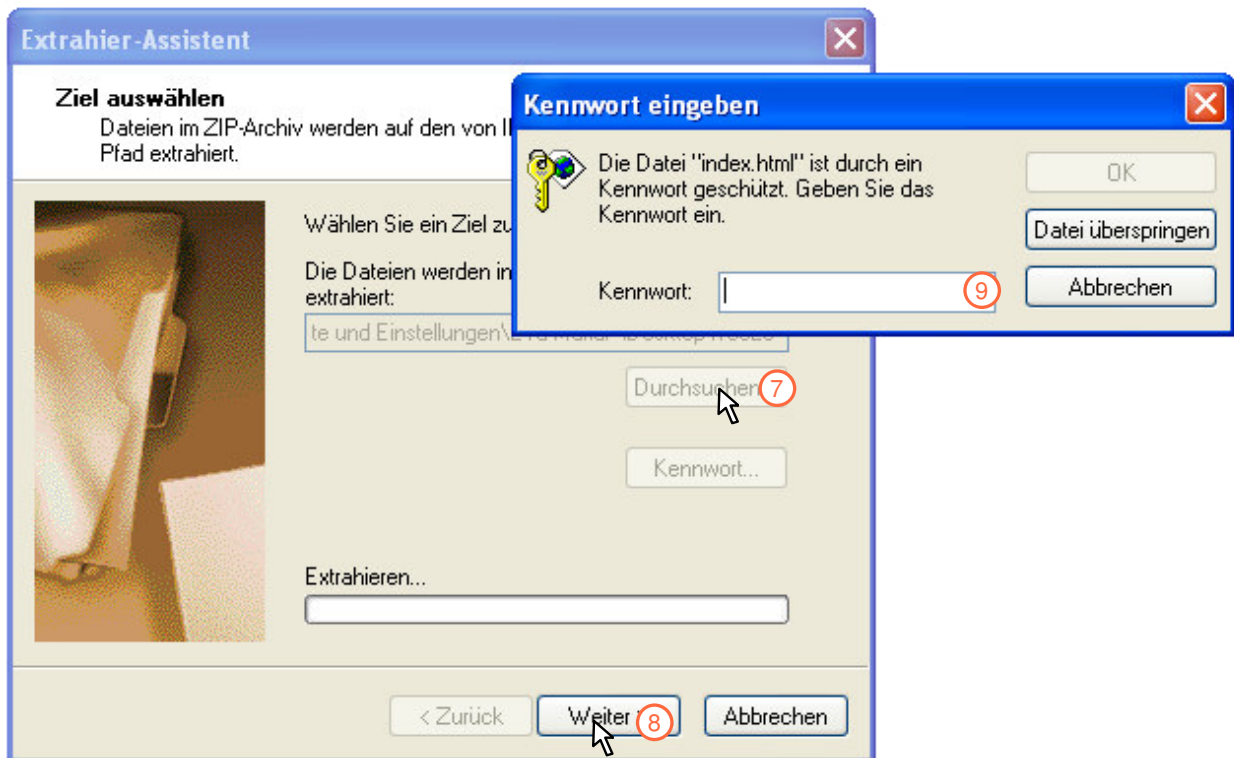 Extrahier-Assistent
Ziel auswählen
Dateien im ZIP-Archiv werden auf den von
Pfad extrahiert.
Kennwort eingeben
Die Datei "index.html" ist durch ein
Kennwort geschützt. Geben Sie das
Kennwort ein.
OK
Datei überspringen
Abbrechen
Kennwort:
9
Wählen Sie ein Ziel
Die Dateien werden in
extrahiert:
te und Einstellungen\
Durchsuchen
7
Kennwort...
Extrahieren...
< Zurück
Weiter
8
Abbrechen